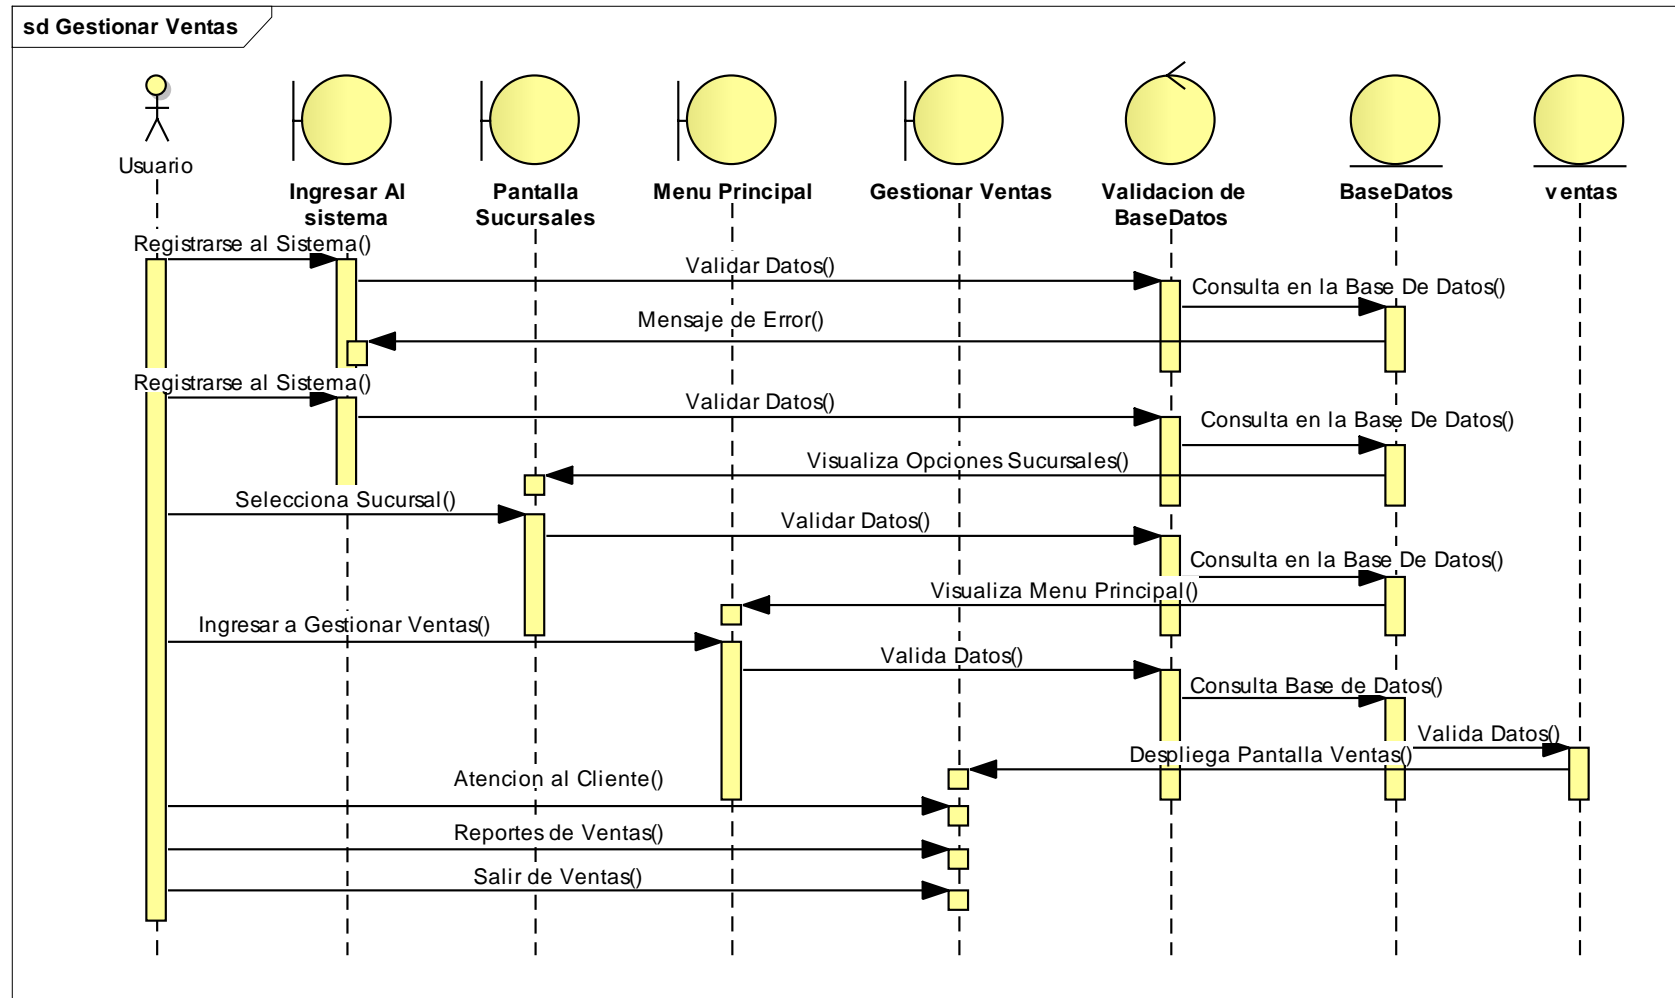 sd Gestionar Ventas
Usuario
Ingresar Al
sistema
Pantalla
Sucursales
Menu Principal
Gestionar Ventas
Validacion de
BaseDatos
BaseDatos
ventas
Registrarse al Sistema()
Validar Datos()
Consulta en la Base De Datos()
Mensaje de Error()
Registrarse al Sistema()
Validar Datos()
Consulta en la Base De Datos()
Visualiza Opciones Sucursales()
Selecciona Sucursal()
Validar Datos()
Consulta en la Base De Datos()
Visualiza Menu Principal()
Ingresar a Gestionar Ventas()
Valida Datos()
Consulta Base de Datos()
Valida Datos()
Despliega Pantalla Ventas()
Atencion al Cliente()
Reportes de Ventas()
Salir de Ventas()